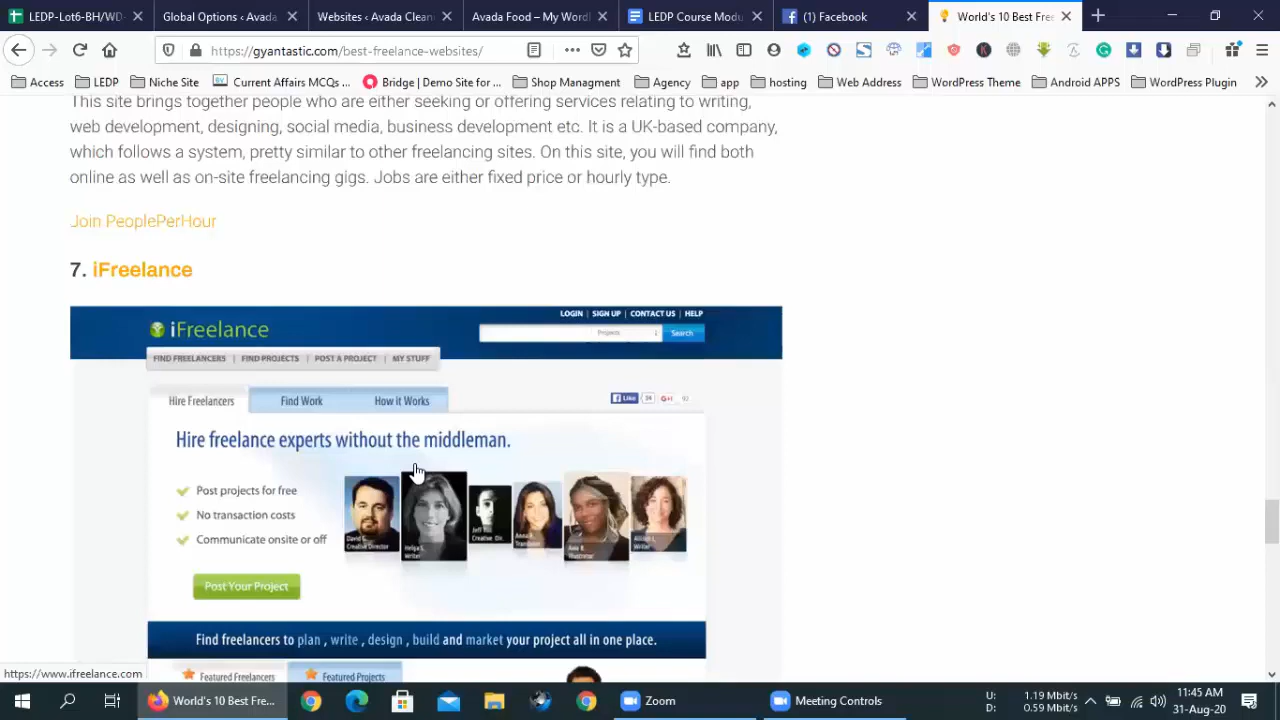 LEDP-Lot6-BH/WD-
Global Options ‹ Avada
Websites ‹ Avada Clean
Avada Food – My Word
LEDP Course Modu
(1) Facebook
World's 10 Best Fre
https://gyantastic.com/best-freelance-websites/
Access
LEDP
Niche Site
Current Affairs MCQs ...
Bridge | Demo Site for ...
Shop Managment
Agency
app
hosting
Web Address
WordPress Theme
Android APPS
WordPress Plugin
This site brings together people who are either seeking or offering services relating to writing,
web development, designing, social media, business development etc. It is a UK-based company,
which follows a system, pretty similar to other freelancing sites. On this site, you will find both
online as well as on-site freelancing gigs. Jobs are either fixed price or hourly type.
Join PeoplePerHour
7. iFreelance
LOGIN | SIGN UP | CONTACT US | HELP
iFreelance
Projects
Search
FIND FREELANCERS | FIND PROJECTS | POST A PROJECT | MY STUFF
Hire Freelancers
Find Work
How it Works
Like
Hire freelance experts without the middleman.
Post projects for free
No transaction costs
Communicate onsite or off
David C.
Creative Director
Helga S.
Writer
Creative Dir.
Writer
Post Your Project
Find freelancers to plan , write , design , build and market your project all in one place.
Featured Freelancers
Featured Projects
https://www.ifreelance.com
World's 10 Best Fre...
Zoom
Meeting Controls
U: 1.19 Mbit/s
D: 0.59 Mbit/s
11:45 AM
31-Aug-20